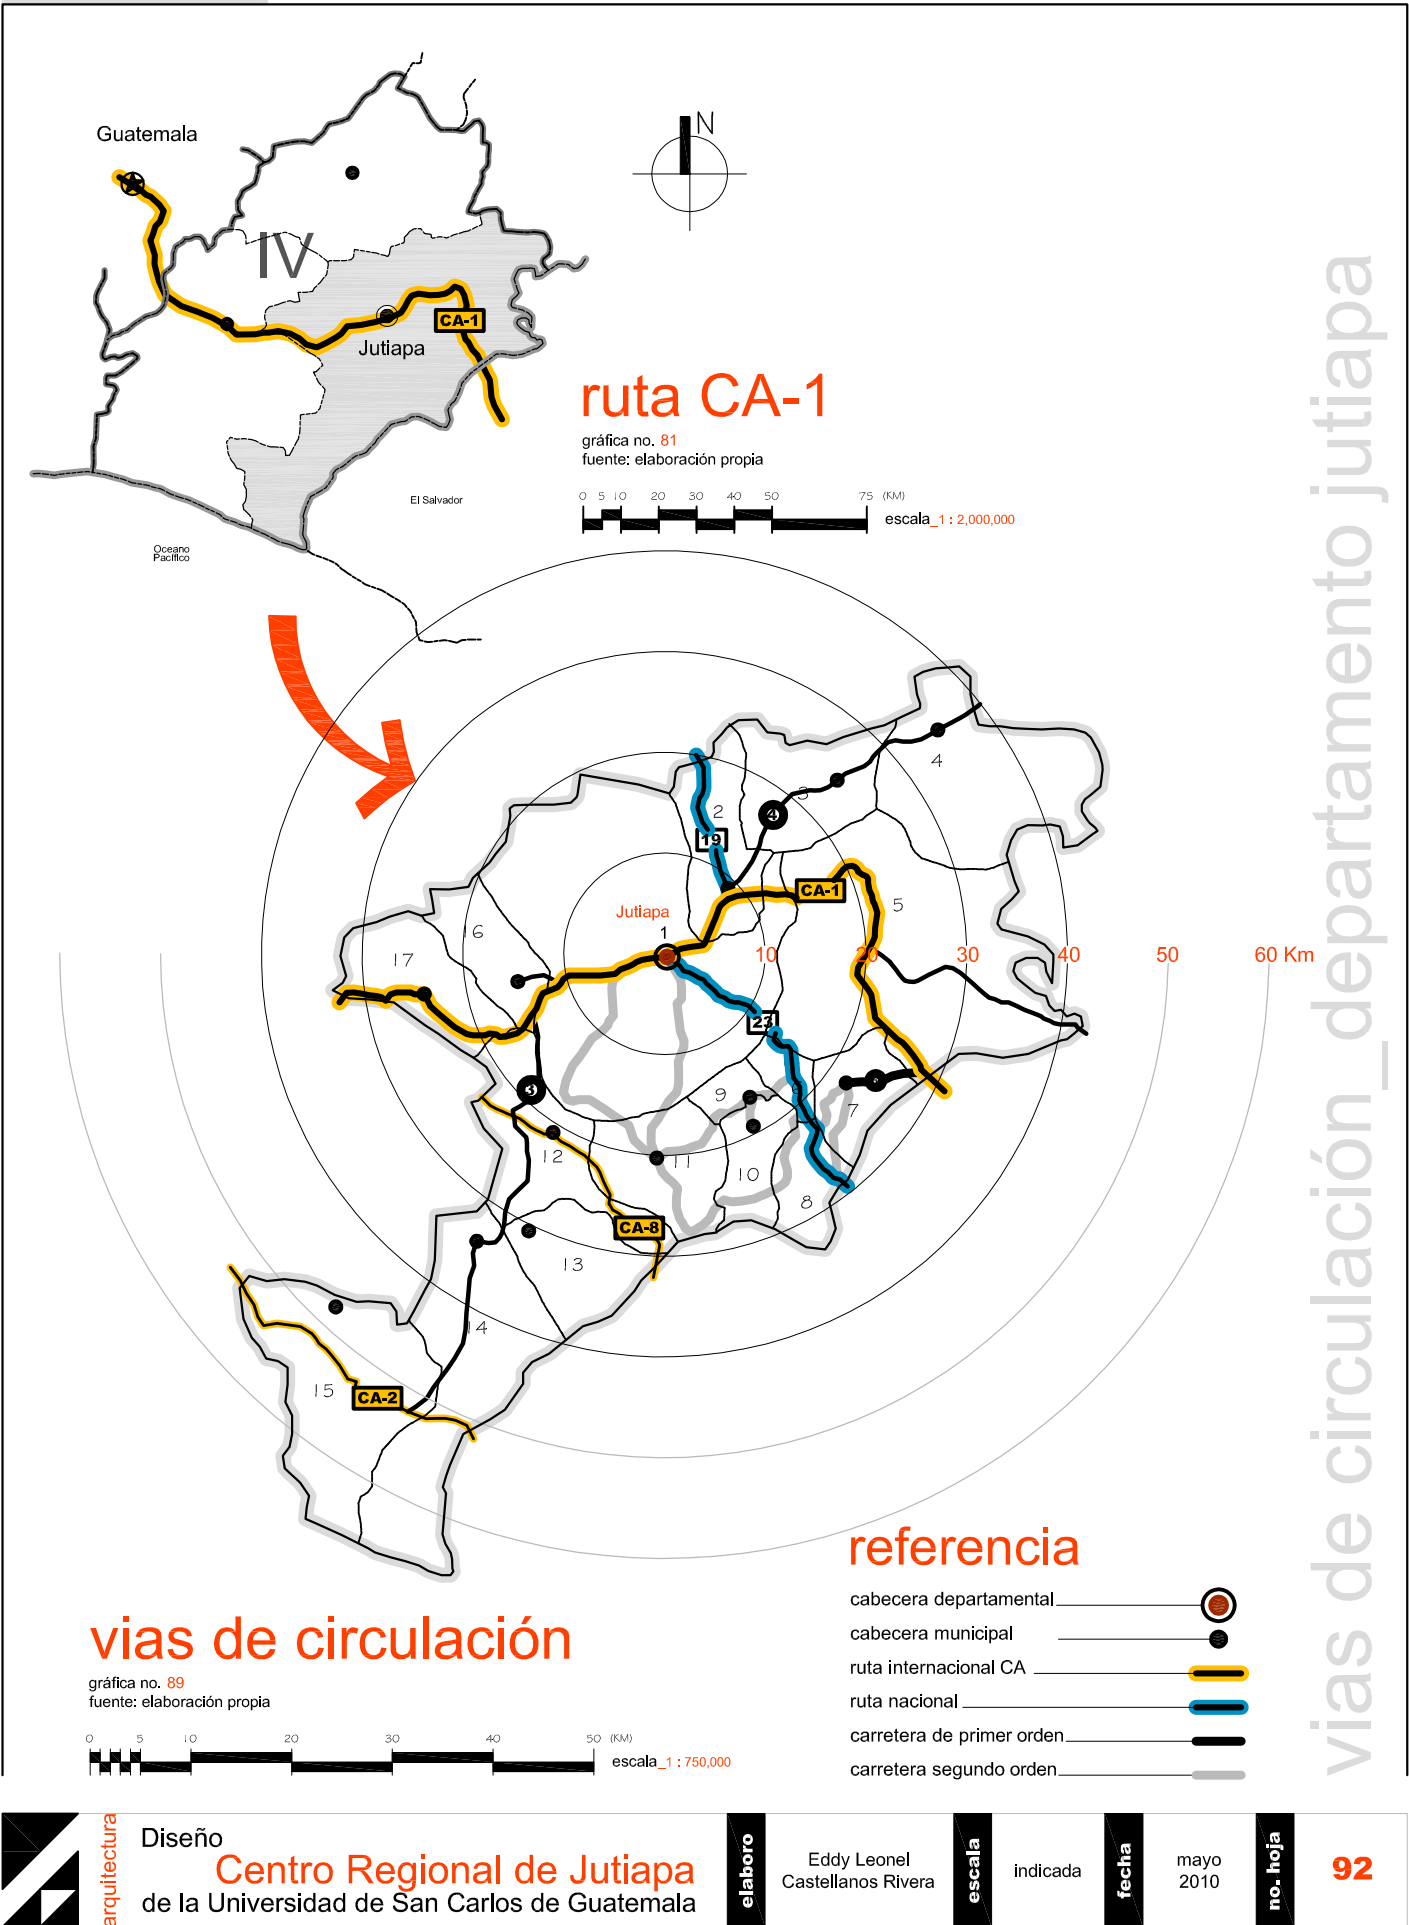 Guatemala
N
IV
CA-1
Jutiapa
ruta CA-1
gráfica no. 81
fuente: elaboración propia
0 5 10 20 30 40 50 75 (KM)
escala_1 : 2,000,000
El Salvador
Oceano
Pacífico
vias de circulación_departamento jutiapa
4
3
2
4
19
CA-1
5
Jutiapa
1
16
17
10 20 30 40 50 60 Km
23
3
9
6
7
12
11
10
8
CA-8
13
14
15
CA-2
referencia
cabecera departamental
cabecera municipal
ruta internacional CA
ruta nacional
carretera de primer orden
carretera segundo orden
vias de circulación
gráfica no. 89
fuente: elaboración propia
0 5 10 20 30 40 50 (KM)
escala_1 : 750,000
arquitectura
Diseño
Centro Regional de Jutiapa
de la Universidad de San Carlos de Guatemala
elaboro
Eddy Leonel
Castellanos Rivera
escala
indicada
fecha
mayo
2010
no. hoja
92